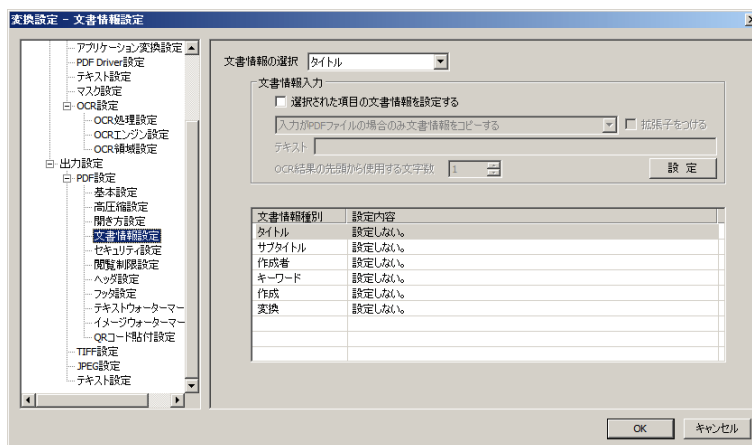 変換設定 - 文書情報設定
アプリケーション変換設定
PDF Driver設定
テキスト設定
マスク設定
OCR設定
OCR処理設定
OCRエンジン設定
OCR領域設定
出力設定
PDF設定
基本設定
高圧縮設定
開き方設定
文書情報設定
セキュリティ設定
閲覧制限設定
ヘッダ設定
フッタ設定
テキストウォーターマー
イメージウォーターマー
QRコード貼付設定
TIFF設定
JPEG設定
テキスト設定
文書情報の選択 タイトル
文書情報入力
選択された項目の文書情報を設定する
入力がPDFファイルの場合のみ文書情報をコピーする 拡張子をつける
テキスト
OCR結果の先頭から使用する文字数 1 設 定
文書情報種別 設定内容
タイトル 設定しない。
サブタイトル 設定しない。
作成者 設定しない。
キーワード 設定しない。
作成 設定しない。
変換 設定しない。
OK キャンセル